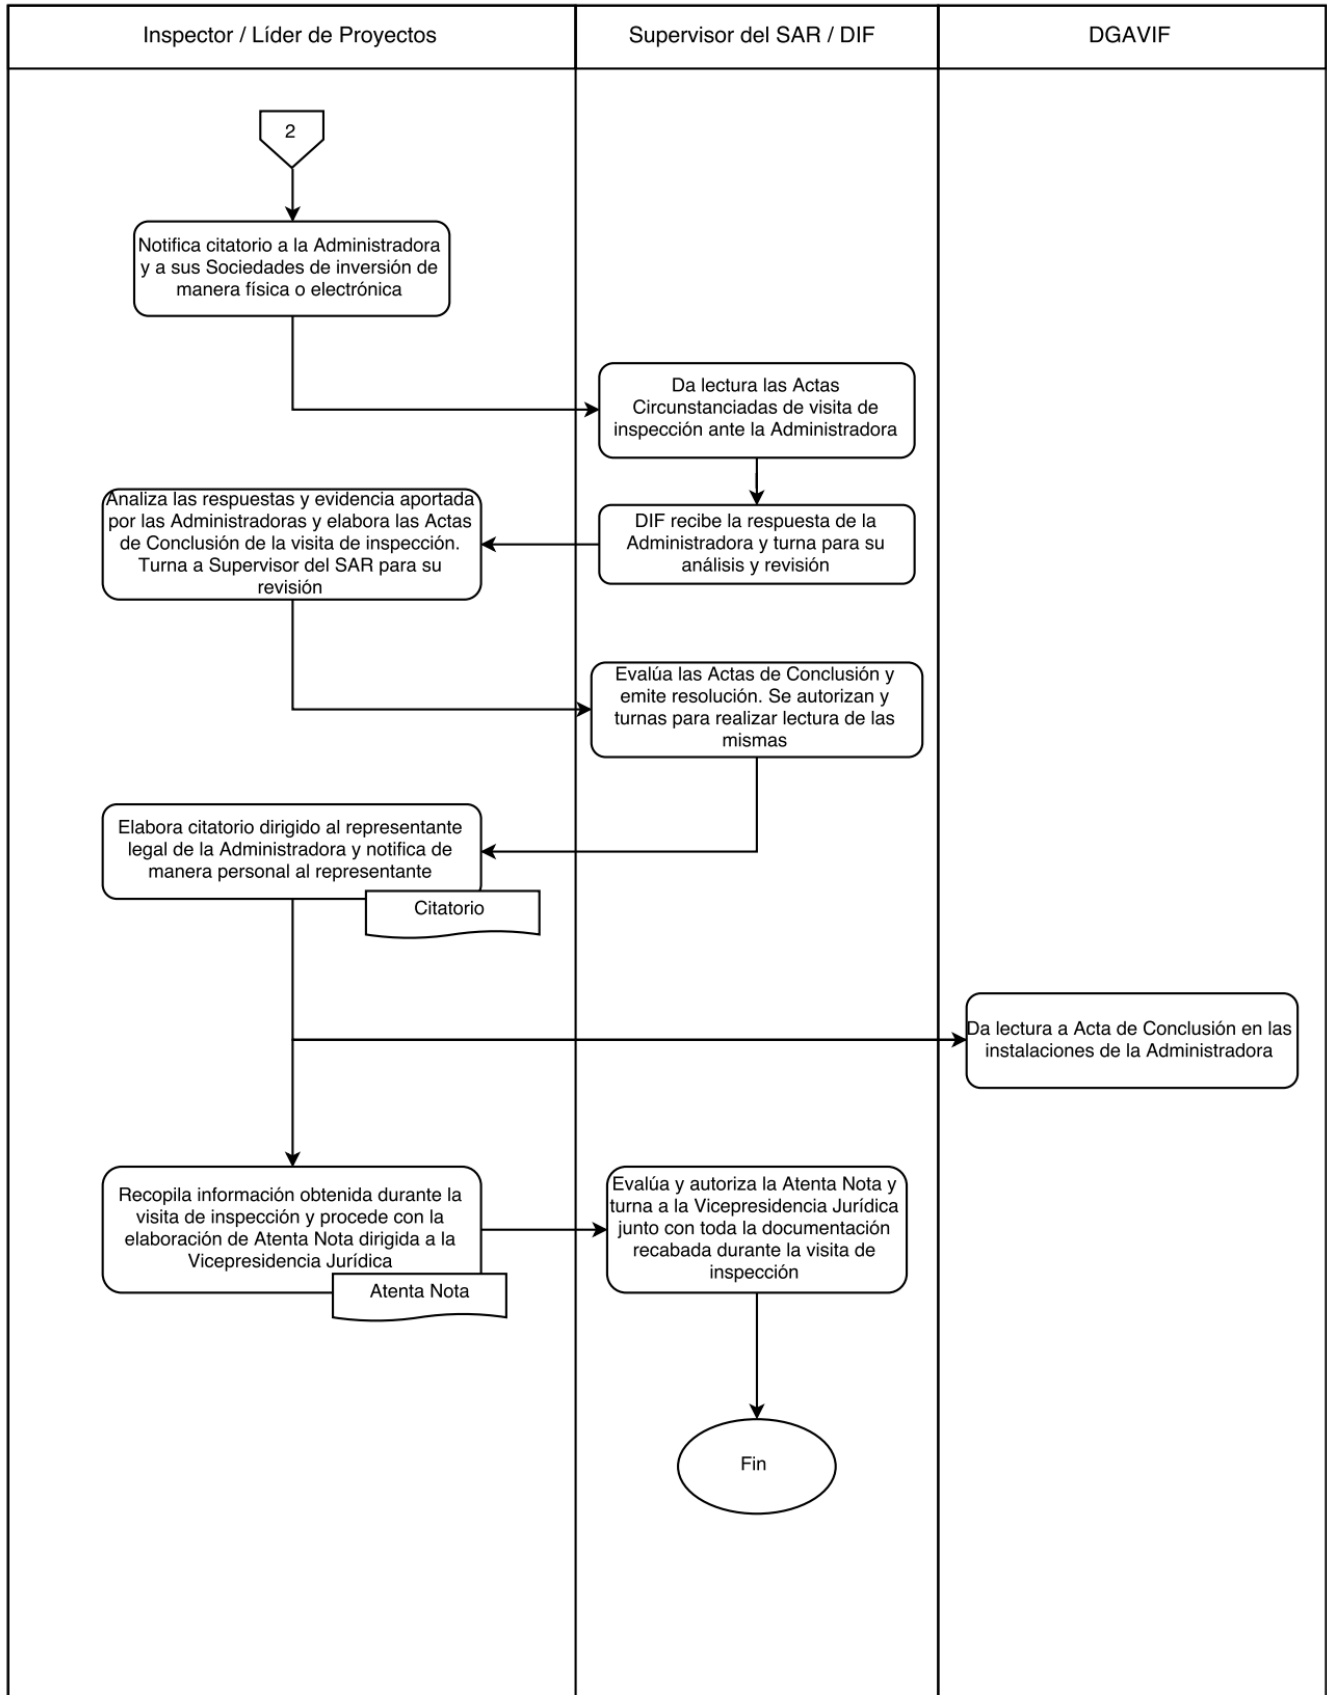 Inspector / Líder de Proyectos
Supervisor del SAR / DIF
DGAVIF
2
Notifica citatorio a la Administradora
y a sus Sociedades de inversión de
manera física o electrónica
Da lectura las Actas
Circunstanciadas de visita de
inspección ante la Administradora
DIF recibe la respuesta de la
Administradora y turna para su
análisis y revisión
Analiza las respuestas y evidencia aportada
por las Administradoras y elabora las Actas
de Conclusión de la visita de inspección.
Turna a Supervisor del SAR para su
revisión
Evalúa las Actas de Conclusión y
emite resolución. Se autorizan y
turnas para realizar lectura de las
mismas
Elabora citatorio dirigido al representante
legal de la Administradora y notifica de
manera personal al representante
Citatorio
Da lectura a Acta de Conclusión en las
instalaciones de la Administradora
Recopila información obtenida durante la
visita de inspección y procede con la
elaboración de Atenta Nota dirigida a la
Vicepresidencia Jurídica
Atenta Nota
Evalúa y autoriza la Atenta Nota y
turna a la Vicepresidencia Jurídica
junto con toda la documentación
recabada durante la visita de
inspección
Fin